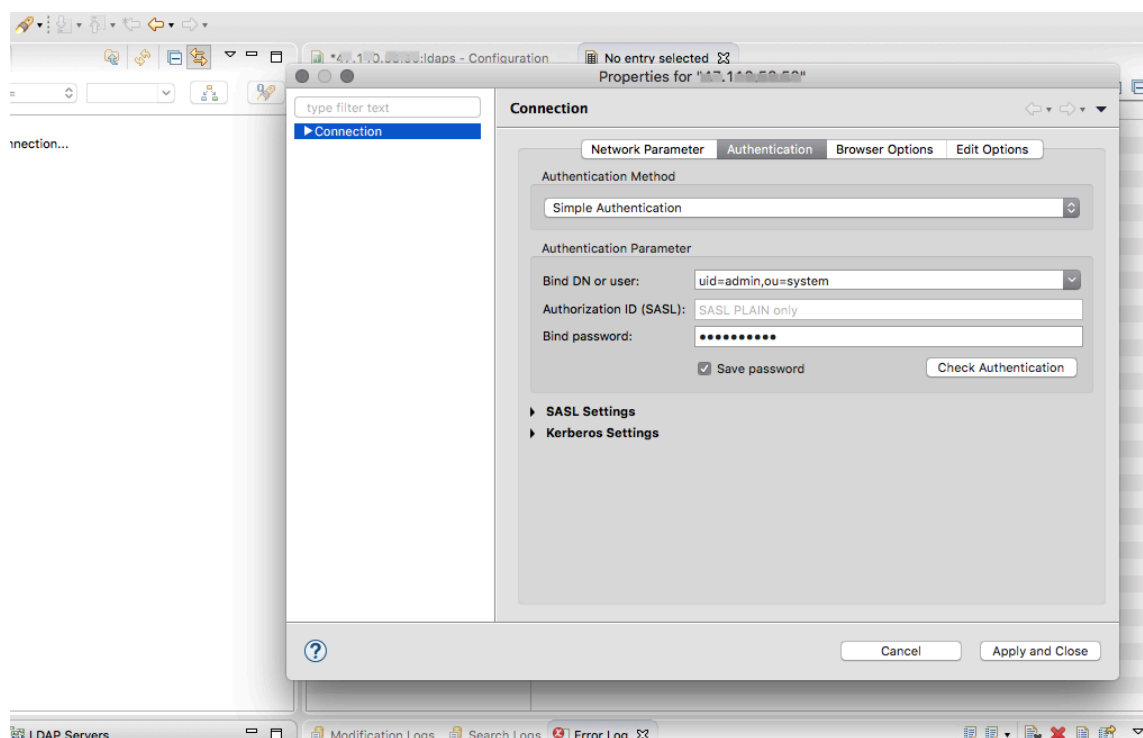 :ldaps - Configuration
No entry selected
Properties for "
=
type filter text
Connection
Connection
nnection...
Network Parameter Authentication Browser Options Edit Options
Authentication Method
Simple Authentication
Authentication Parameter
Bind DN or user: uid=admin,ou=system
Authorization ID (SASL): SASL PLAIN only
Bind password: ••••••••••
Save password Check Authentication
SASL Settings
Kerberos Settings
? Cancel Apply and Close
LDAP Servers Modification Logs Search Logs Error Log